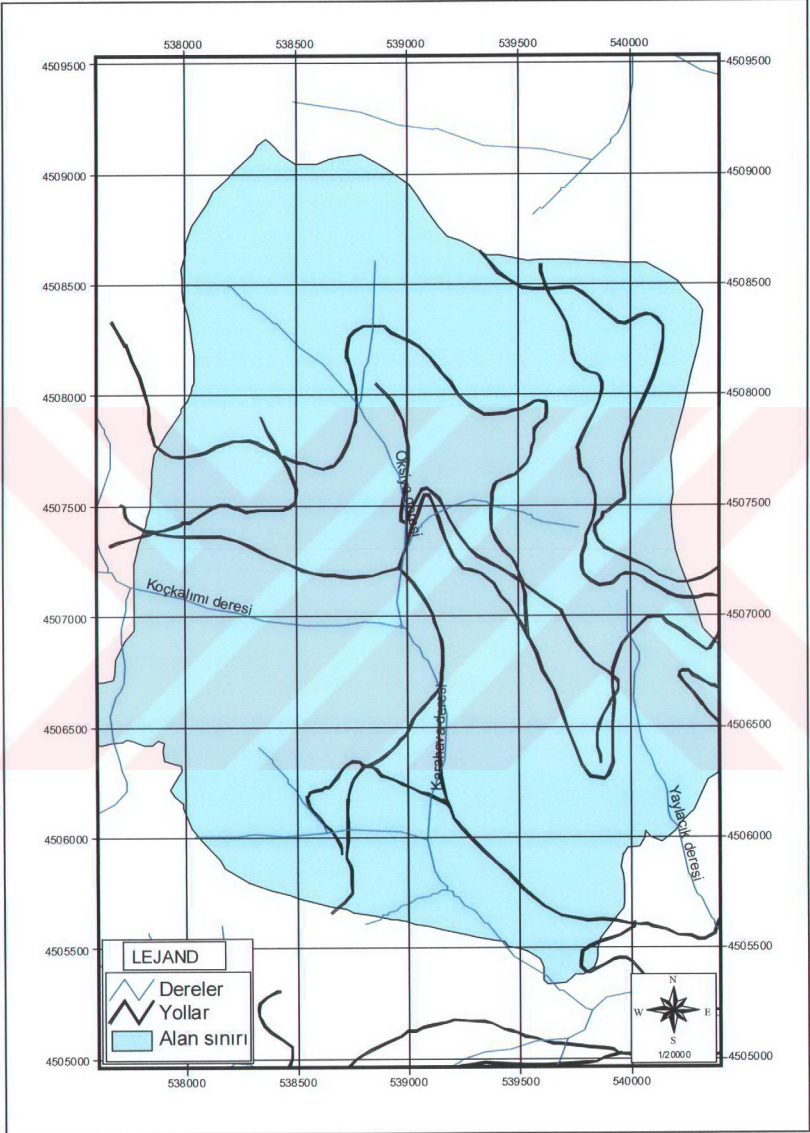 538000 538500 539000 539500 540000
4509500 4509500
4509000 4509000
4508500 4508500
4508000 4508000
4507500 4507500
4507000 4507000
4506500 4506500
4506000 4506000
4505500 4505500
4505000 4505000
deresi
Koçkalımı deresi
Karahava deresi
Yaylacık deresi
LEJAND
Dereler
Yollar
Alan sınırı
N
W E
S
1/20000
538000 538500 539000 539500 540000